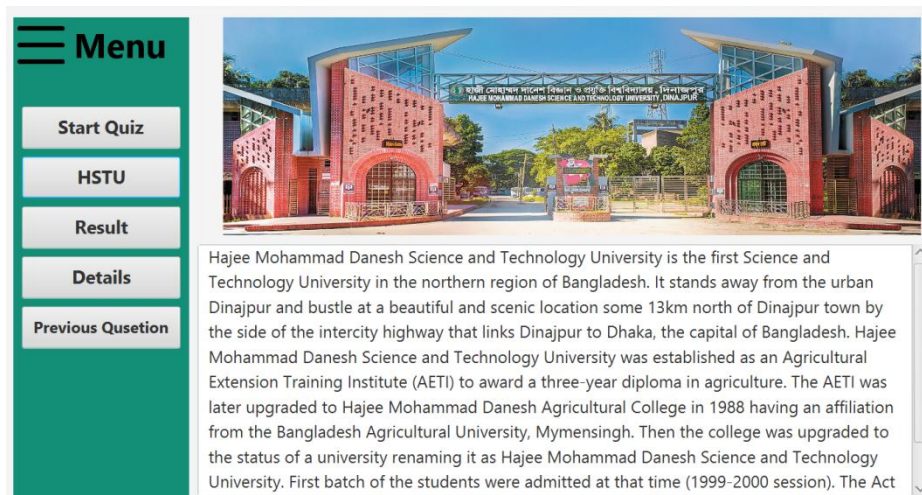 Menu
Start Quiz
HSTU
Result
Details
Previous Qusetion
হাজী মোহাম্মদ দানেশ বিজ্ঞান ও প্রযুক্তি বিশ্ববিদ্যালয়, দিনাজপুর
HAJEE MOHAMMAD DANESH SCIENCE AND TECHNOLOGY UNIVERSITY, DINAJPUR
Hajee Mohammad Danesh Science and Technology University is the first Science and
Technology University in the northern region of Bangladesh. It stands away from the urban
Dinajpur and bustle at a beautiful and scenic location some 13km north of Dinajpur town by
the side of the intercity highway that links Dinajpur to Dhaka, the capital of Bangladesh. Hajee
Mohammad Danesh Science and Technology University was established as an Agricultural
Extension Training Institute (AETI) to award a three-year diploma in agriculture. The AETI was
later upgraded to Hajee Mohammad Danesh Agricultural College in 1988 having an affiliation
from the Bangladesh Agricultural University, Mymensingh. Then the college was upgraded to
the status of a university renaming it as Hajee Mohammad Danesh Science and Technology
University. First batch of the students were admitted at that time (1999-2000 session). The Act